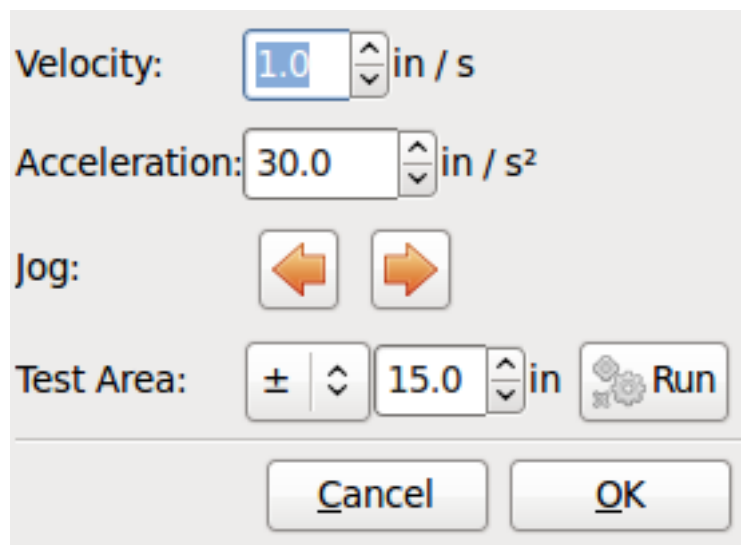 Velocity: 1.0 in / s
Acceleration: 30.0 in / s²
Jog:
Test Area: ± 15.0 in Run
Cancel OK